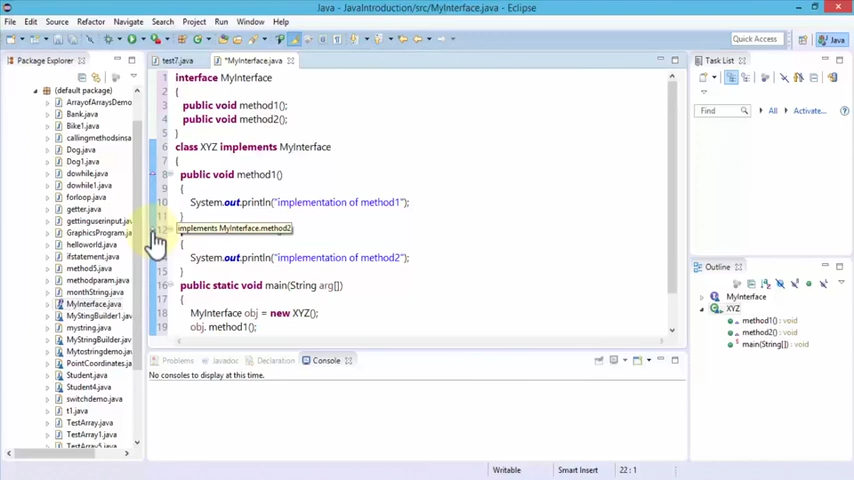 Java - JavaIntroduction/src/MyInterface.java - Eclipse
File Edit Source Refactor Navigate Search Project Run Window Help
Quick Access
Java
Package Explorer
test7.java
*MyInterface.java
Task List
(default package)
ArrayofArraysDemo
Bank.java
Bike1.java
callingmethodsinsa
Dog.java
Dog1.java
dowhile.java
dowhile1.java
forloop.java
getter.java
gettinguserinput.jav
GraphicsProgram.ja
helloworld.java
ifstatement.java
method5.java
methodparam.java
monthString.java
MyInterface.java
MyStringBuilder1.ja
mystring.java
MyStringBuilder.jav
Mytostringdemo.ja
PointCoordinates.ja
Student.java
Student4.java
switchdemo.java
t1.java
TestArray.java
TestArray1.java
TestArray5.java
1 interface MyInterface
2 {
3 public void method1();
4 public void method2();
5 }
6 class XYZ implements MyInterface
7 {
8 public void method1()
9 {
10 System.out.println("implementation of method1");
11 }
12
implements MyInterface.method2
{
System.out.println("implementation of method2");
15 }
16 public static void main(String arg[])
17 {
18 MyInterface obj = new XYZ();
19 obj. method1();
Find
All
Activate...
Outline
MyInterface
XYZ
method1() : void
method2() : void
main(String[]) : void
Problems Javadoc Declaration Console
No consoles to display at this time.
Writable
Smart Insert
22 : 1